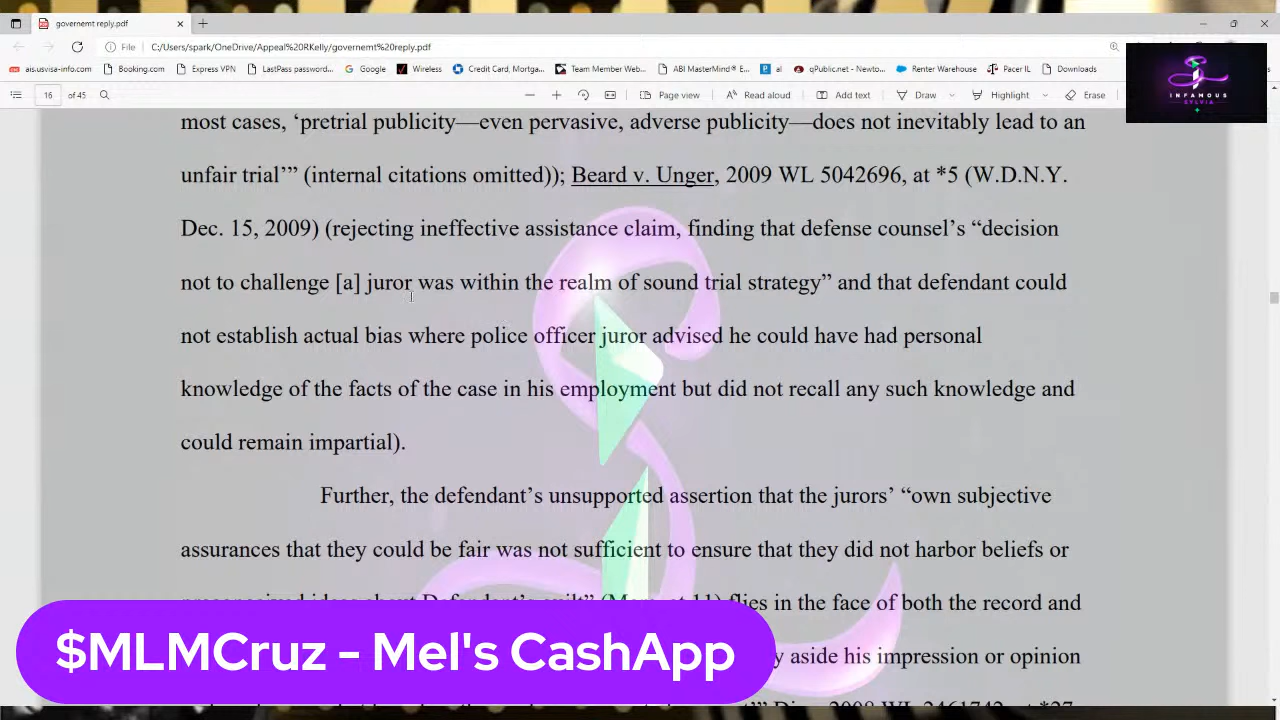 governemt reply.pdf
File
C:/Users/spark/OneDrive/Appeal%20RKelly/governemt%20reply.pdf
ais.usvisa-info.com
Booking.com
Express VPN
LastPass password...
Google
Wireless
Credit Card, Mortga...
Team Member Web...
ABI MasterMind® E...
al
qPublic.net - Newto...
Renter Warehouse
Pacer IL
Downloads
16 of 45
Page view
Read aloud
Add text
Draw
Highlight
Erase
INFAMOUS
SYLVIA
most cases, ‘pretrial publicity—even pervasive, adverse publicity—does not inevitably lead to an
unfair trial’” (internal citations omitted)); Beard v. Unger, 2009 WL 5042696, at *5 (W.D.N.Y.
Dec. 15, 2009) (rejecting ineffective assistance claim, finding that defense counsel’s “decision
not to challenge [a] juror was within the realm of sound trial strategy” and that defendant could
not establish actual bias where police officer juror advised he could have had personal
knowledge of the facts of the case in his employment but did not recall any such knowledge and
could remain impartial).
Further, the defendant’s unsupported assertion that the jurors’ “own subjective
assurances that they could be fair was not sufficient to ensure that they did not harbor beliefs or
flies in the face of both the record and
aside his impression or opinion
$MLMCruz - Mel's CashApp